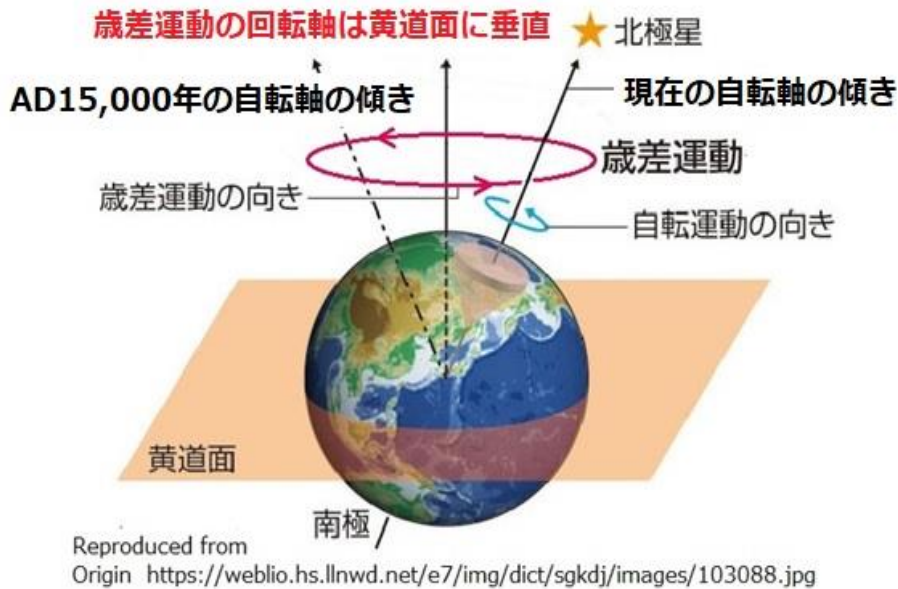 歳差運動の回転軸は黄道面に垂直
北極星
AD15,000年の自転軸の傾き
現在の自転軸の傾き
歳差運動
歳差運動の向き
自転運動の向き
黄道面
南極
Reproduced from
Origin https://weblio.hs.llnwd.net/e7/img/dict/sgkdj/images/103088.jpg